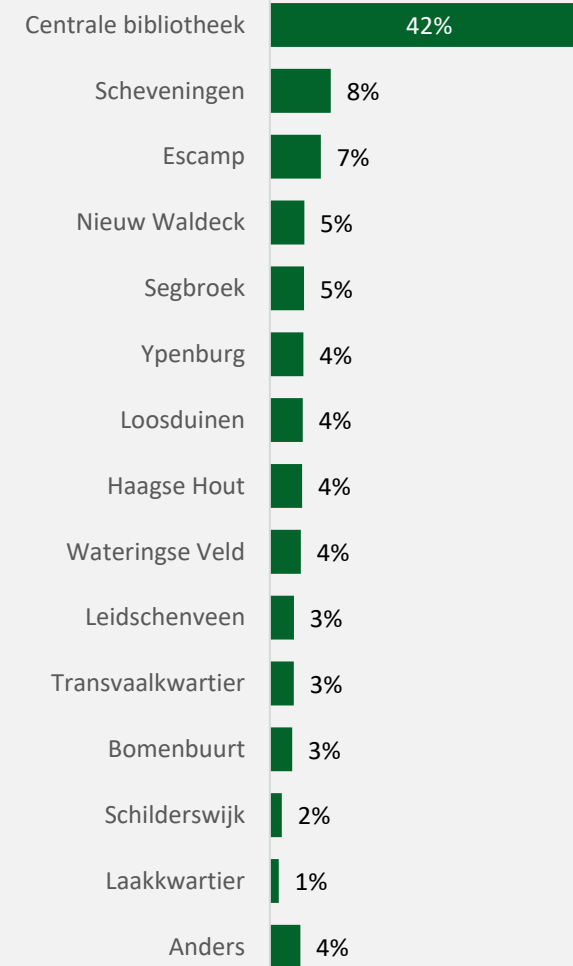 Centrale bibliotheek 42%
Scheveningen 8%
Escamp 7%
Nieuw Waldeck 5%
Segbroek 5%
Ypenburg 4%
Loosduinen 4%
Haagse Hout 4%
Wateringse Veld 4%
Leidschenveen 3%
Transvaalkwartier 3%
Bomenbuurt 3%
Schilderswijk 2%
Laakkwartier 1%
Anders 4%